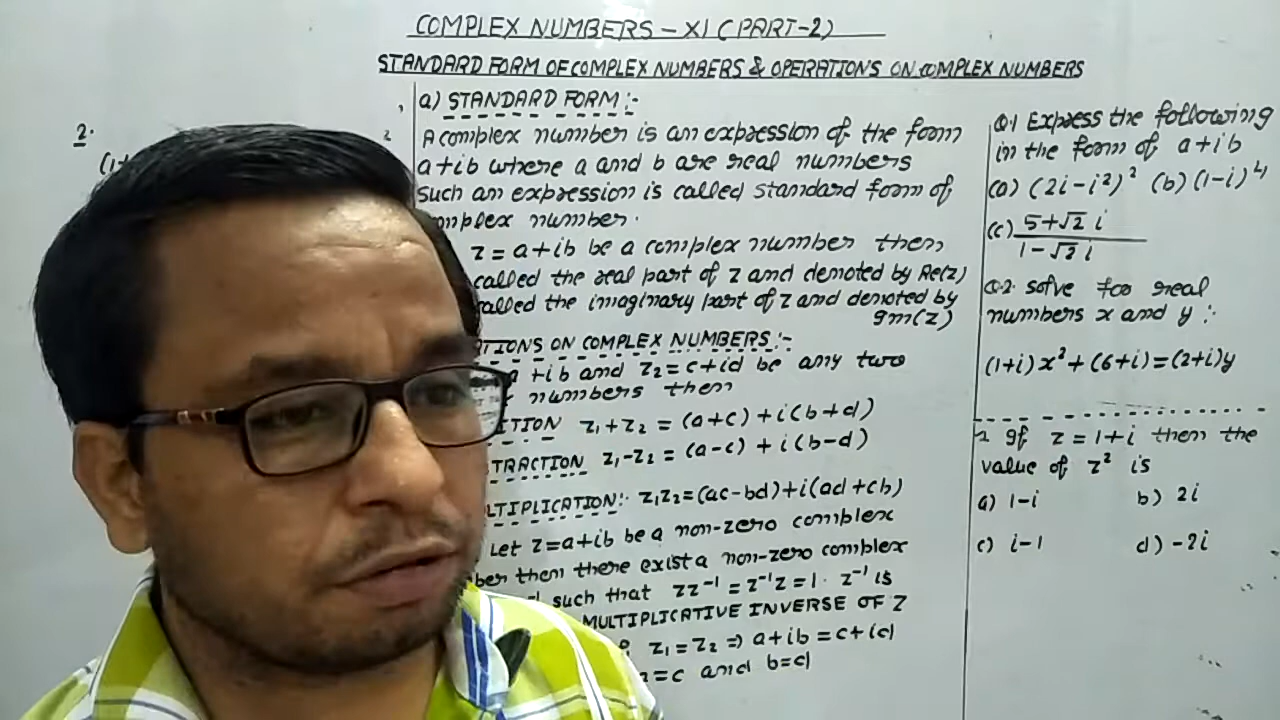 COMPLEX NUMBERS - XI (PART-2)
STANDARD FORM OF COMPLEX NUMBERS & OPERATIONS ON COMPLEX NUMBERS
2.
a) STANDARD FORM :-
A complex number is an expression of the form
a+ib where a and b are real numbers
such an expression is called standard form of
number.
z = a+ib be a complex number then
called the real part of z and denoted by Re(z)
called the imaginary part of z and denoted by
Im(z)
ON COMPLEX NUMBERS :-
a+ib and z₂ = c+id be any two
numbers then
z₁+z₂ = (a+c) + i(b+d)
z₁-z₂ = (a-c) + i(b-d)
z₁z₂ = (ac-bd)+i(ad+cb)
Let z=a+ib be a non-zero complex
then there exist a non-zero complex
such that zz⁻¹ = z⁻¹z = 1. z⁻¹ is
MULTIPLICATIVE INVERSE OF Z
z₁ = z₂ => a+ib = c+id
=c and b=d
Q.1 Express the following
in the form of a+ib
(a) (2i-i²)² (b) (1-i)⁴
(c) 5+√2 i
1-√2 i
Q.2. Solve for real
numbers x and y :
(1+i)x²+(6+i)=(2+i)y
If z = 1+i then the
value of z² is
a) 1-i b) 2i
c) i-1 d) -2i